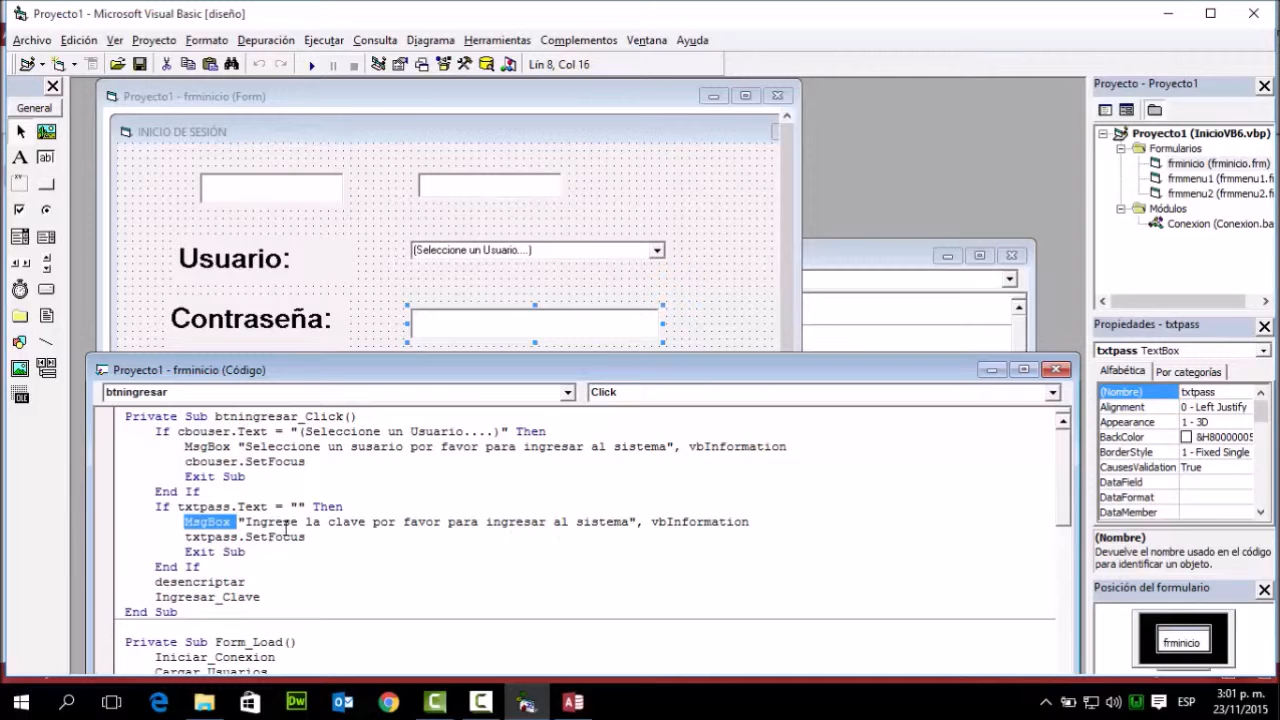 Proyecto1 - Microsoft Visual Basic [diseño]
Archivo Edición Ver Proyecto Formato Depuración Ejecutar Consulta Diagrama Herramientas Complementos Ventana Ayuda
Lín 8, Col 16
General
Proyecto1 - frminicio (Form)
INICIO DE SESIÓN
Usuario:
(Seleccione un Usuario....)
Contraseña:
Proyecto1 - frminicio (Código)
btningresar
Click
Private Sub btningresar_Click()
If cbouser.Text = "(Seleccione un Usuario....)" Then
MsgBox "Seleccione un susario por favor para ingresar al sistema", vbInformation
cbouser.SetFocus
Exit Sub
End If
If txtpass.Text = "" Then
MsgBox "Ingrese la clave por favor para ingresar al sistema", vbInformation
txtpass.SetFocus
Exit Sub
End If
desencriptar
Ingresar_Clave
End Sub
Private Sub Form_Load()
Iniciar_Conexion
Cargar_Usuarios
Proyecto - Proyecto1
Proyecto1 (InicioVB6.vbp)
Formularios
frminicio (frminicio.frm)
frmmenu1 (frmmenu1.f
frmmenu2 (frmmenu2.f
Módulos
Conexion (Conexion.ba
Propiedades - txtpass
txtpass TextBox
Alfabética Por categorías
(Nombre) txtpass
Alignment 0 - Left Justify
Appearance 1 - 3D
BackColor &H80000005
BorderStyle 1 - Fixed Single
CausesValidation True
DataField
DataFormat
DataMember
(Nombre)
Devuelve el nombre usado en el código
para identificar un objeto.
Posición del formulario
frminicio
ESP
3:01 p. m.
23/11/2015